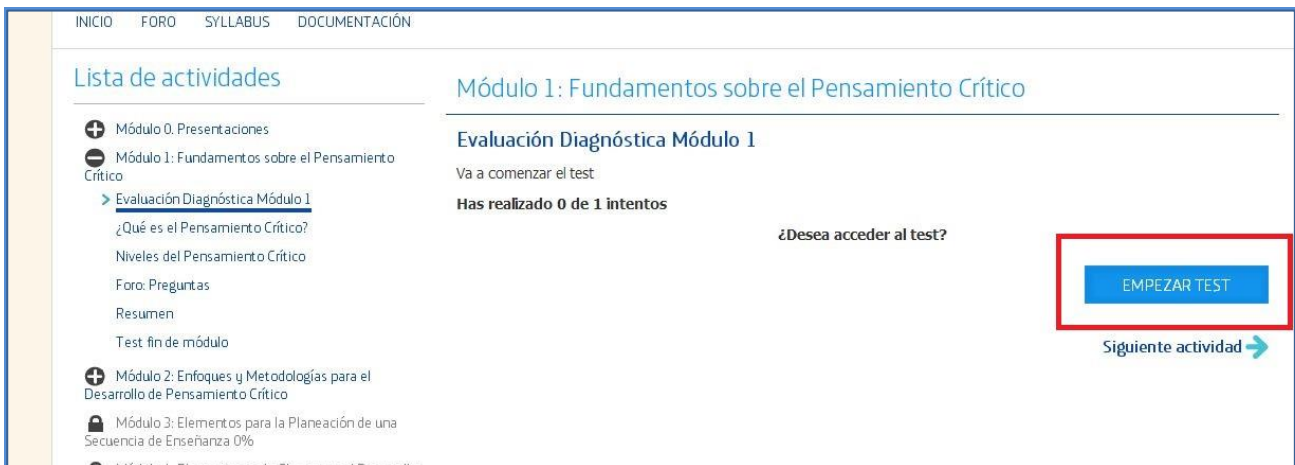 INICIO FORO SYLLABUS DOCUMENTACIÓN
Lista de actividades
Módulo 0. Presentaciones
Módulo 1: Fundamentos sobre el Pensamiento
Crítico
Evaluación Diagnóstica Módulo 1
¿Qué es el Pensamiento Crítico?
Niveles del Pensamiento Crítico
Foro: Preguntas
Resumen
Test fin de módulo
Módulo 2: Enfoques y Metodologías para el
Desarrollo de Pensamiento Crítico
Módulo 3: Elementos para la Planeación de una
Secuencia de Enseñanza 0%
Módulo 1: Fundamentos sobre el Pensamiento Crítico
Evaluación Diagnóstica Módulo 1
Va a comenzar el test
Has realizado 0 de 1 intentos
¿Desea acceder al test?
EMPEZAR TEST
Siguiente actividad